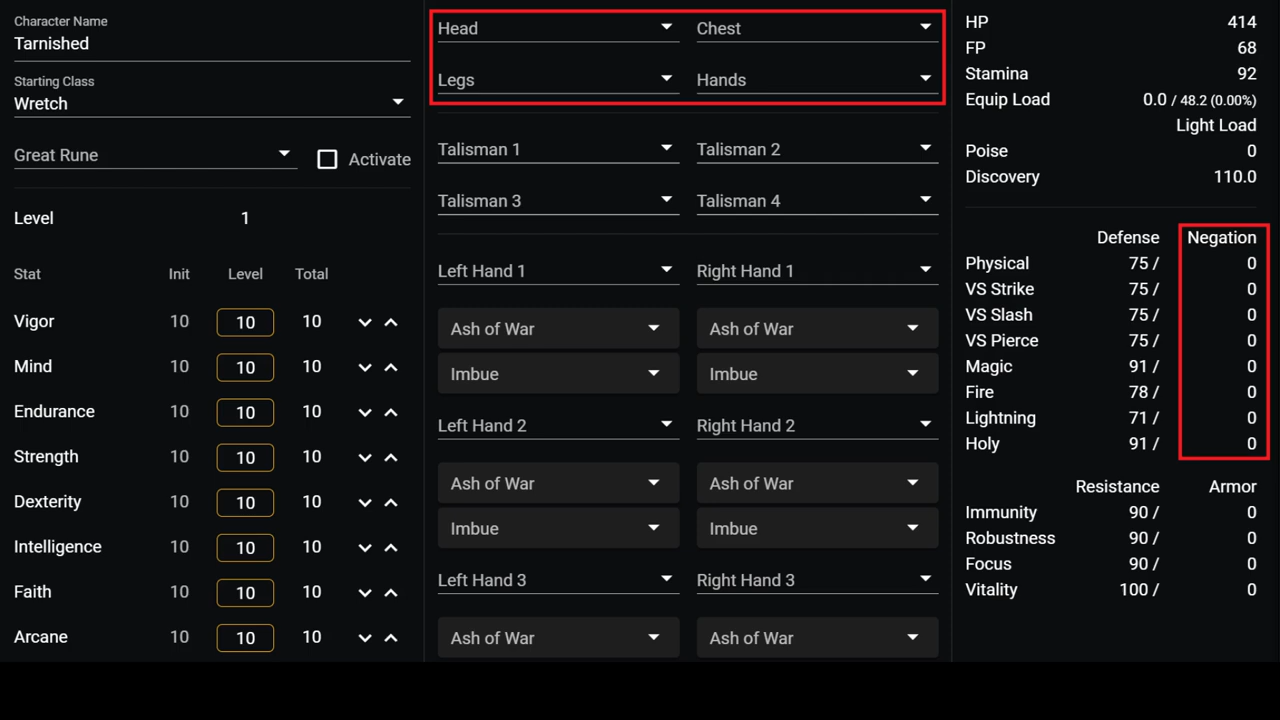 Character Name
Tarnished
Starting Class
Wretch
Great Rune
Activate
Level 1
Stat Init Level Total
Vigor 10 10 10
Mind 10 10 10
Endurance 10 10 10
Strength 10 10 10
Dexterity 10 10 10
Intelligence 10 10 10
Faith 10 10 10
Arcane 10 10 10
Head Chest
Legs Hands
Talisman 1 Talisman 2
Talisman 3 Talisman 4
Left Hand 1 Right Hand 1
Ash of War Ash of War
Imbue Imbue
Left Hand 2 Right Hand 2
Ash of War Ash of War
Imbue Imbue
Left Hand 3 Right Hand 3
Ash of War Ash of War
HP 414
FP 68
Stamina 92
Equip Load 0.0 / 48.2 (0.00%)
Light Load
Poise 0
Discovery 110.0
Defense Negation
Physical 75 / 0
VS Strike 75 / 0
VS Slash 75 / 0
VS Pierce 75 / 0
Magic 91 / 0
Fire 78 / 0
Lightning 71 / 0
Holy 91 / 0
Resistance Armor
Immunity 90 / 0
Robustness 90 / 0
Focus 90 / 0
Vitality 100 / 0